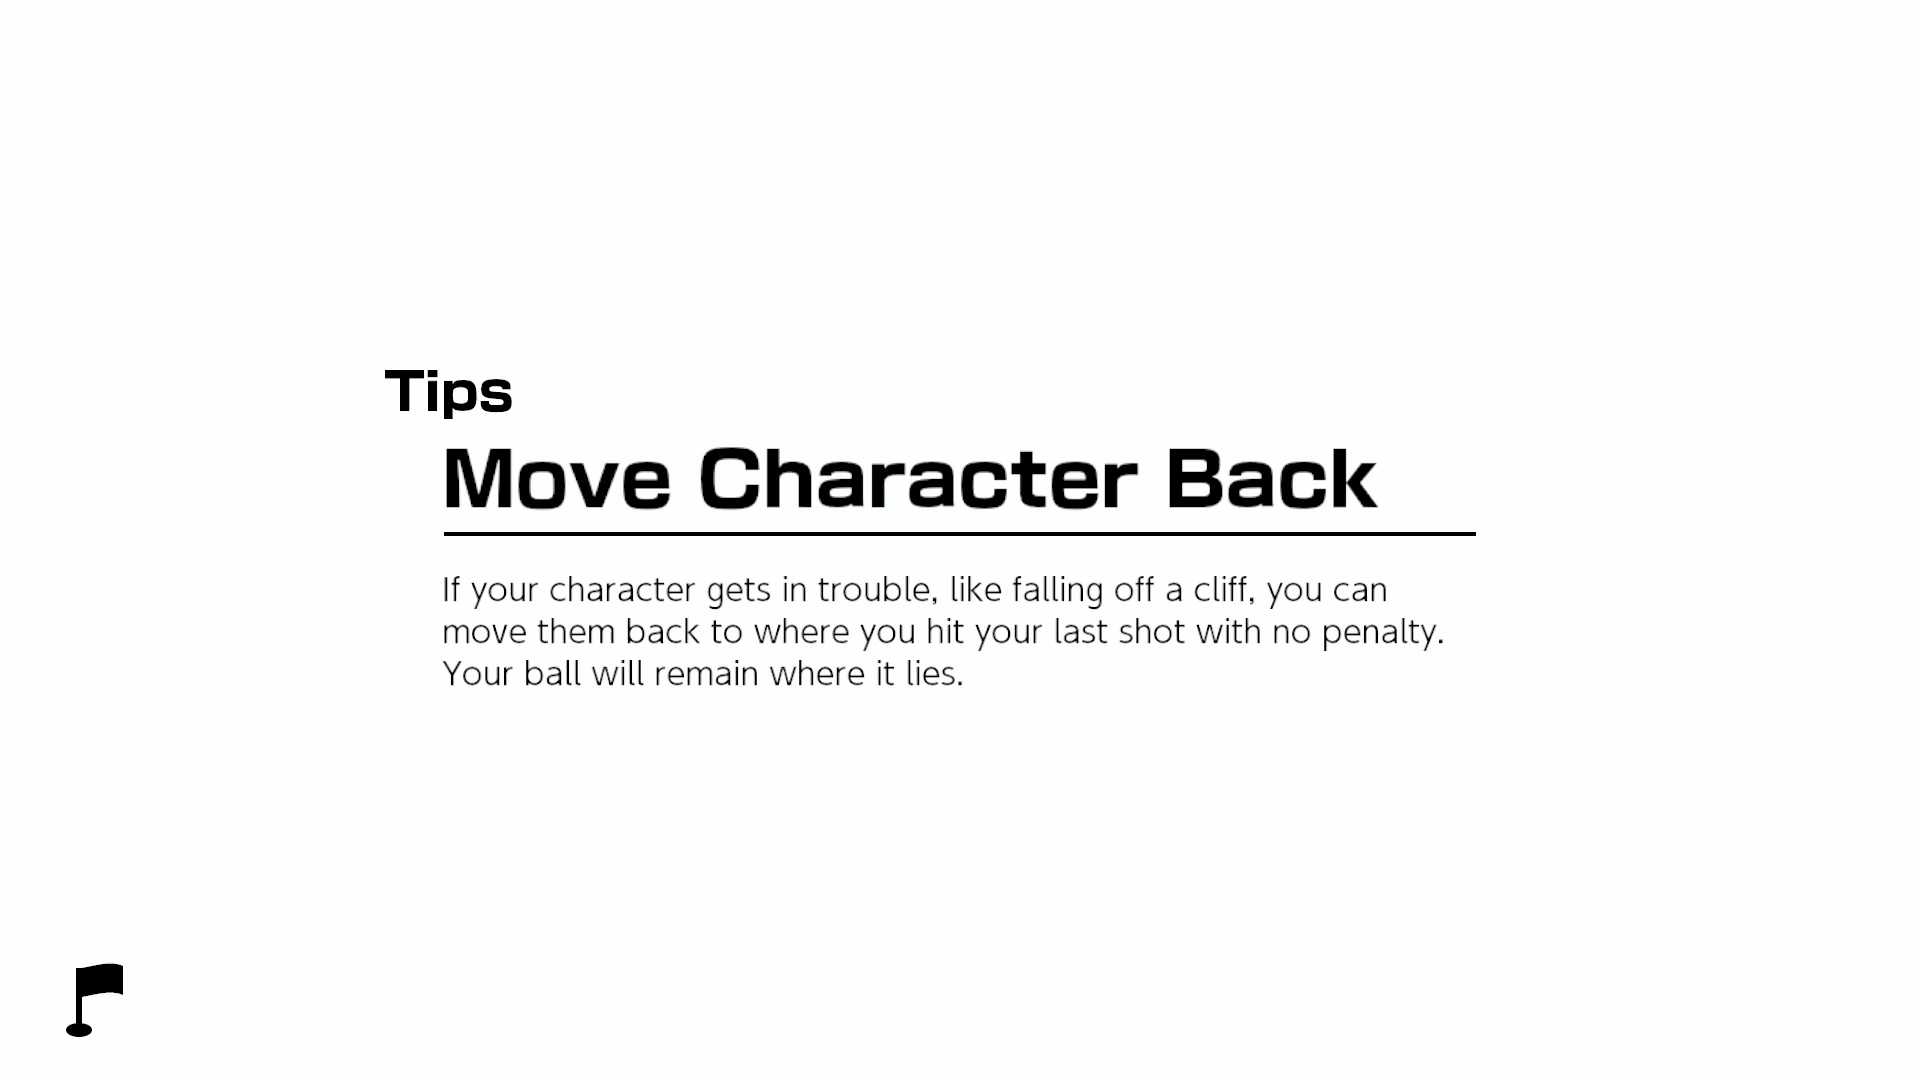 Tips
Move Character Back
If your character gets in trouble, like falling off a cliff, you can
move them back to where you hit your last shot with no penalty.
Your ball will remain where it lies.